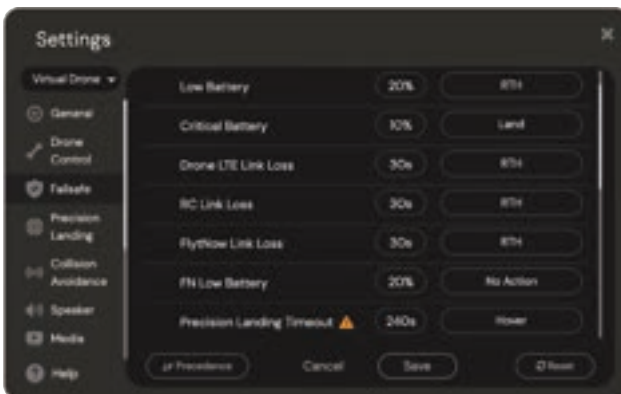 Settings
Virtual Drone
Low Battery 20% RTH
General
Critical Battery 10% Land
Drone
Control
Drone LTE Link Loss 30s RTH
Failsafe
RC Link Loss 30s RTH
Precision
Landing
FlytNow Link Loss 30s RTH
Collision
Avoidance
FN Low Battery 20% No Action
Speaker
Precision Landing Timeout 240s Hover
Media
Help
Precedence Cancel Save Reset